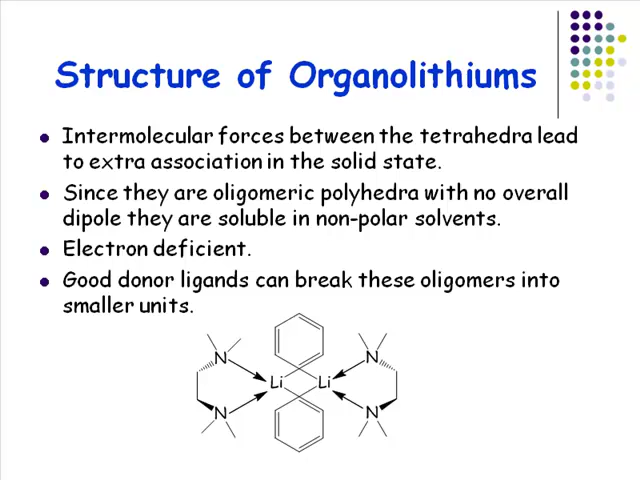 Structure of Organolithiums
Intermolecular forces between the tetrahedra lead
to extra association in the solid state.
Since they are oligomeric polyhedra with no overall
dipole they are soluble in non-polar solvents.
Electron deficient.
Good donor ligands can break these oligomers into
smaller units.
N N
Li Li
N N